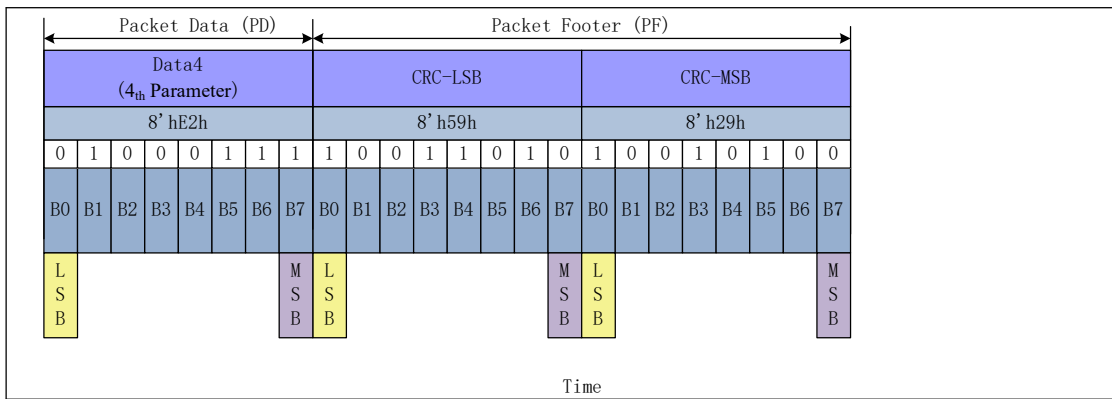 Packet Data (PD) Packet Footer (PF)
Data4 CRC-LSB CRC-MSB
(4th Parameter)
8'hE2h 8'h59h 8'h29h
0 1 0 0 0 1 1 1 1 0 0 1 1 0 1 0 1 0 0 1 0 1 0 0
B0 B1 B2 B3 B4 B5 B6 B7 B0 B1 B2 B3 B4 B5 B6 B7 B0 B1 B2 B3 B4 B5 B6 B7
L M L M L M
S S S S S S
B B B B B B
Time